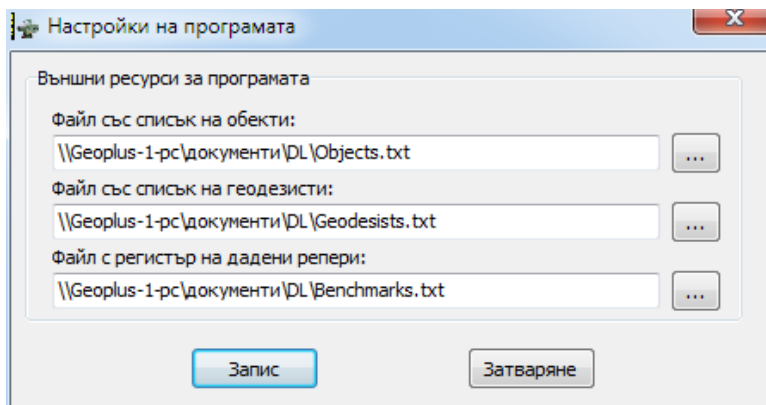 Настройки на програмата
Външни ресурси за програмата
Файл със списък на обекти:
\\Geoplus-1-pc\документи\DL\Objects.txt
...
Файл със списък на геодезисти:
\\Geoplus-1-pc\документи\DL\Geodesists.txt
...
Файл с регистър на дадени репери:
\\Geoplus-1-pc\документи\DL\Benchmarks.txt
...
Запис
Затваряне